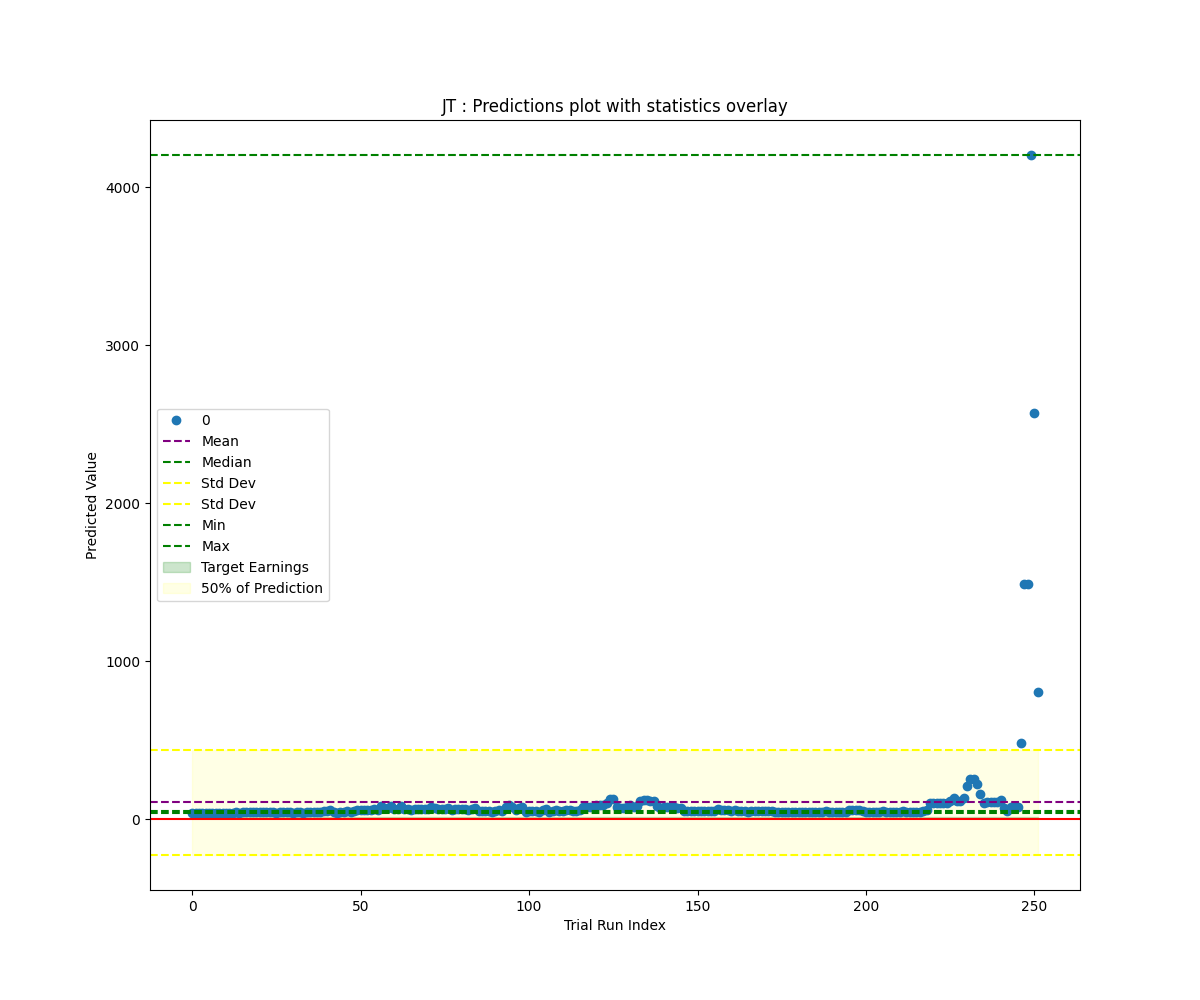 JT : Predictions plot with statistics overlay
4000
3000
2000
1000
0
Predicted Value
0
Mean
Median
Std Dev
Std Dev
Min
Max
Target Earnings
50% of Prediction
0
50
100
150
200
250
Trial Run Index